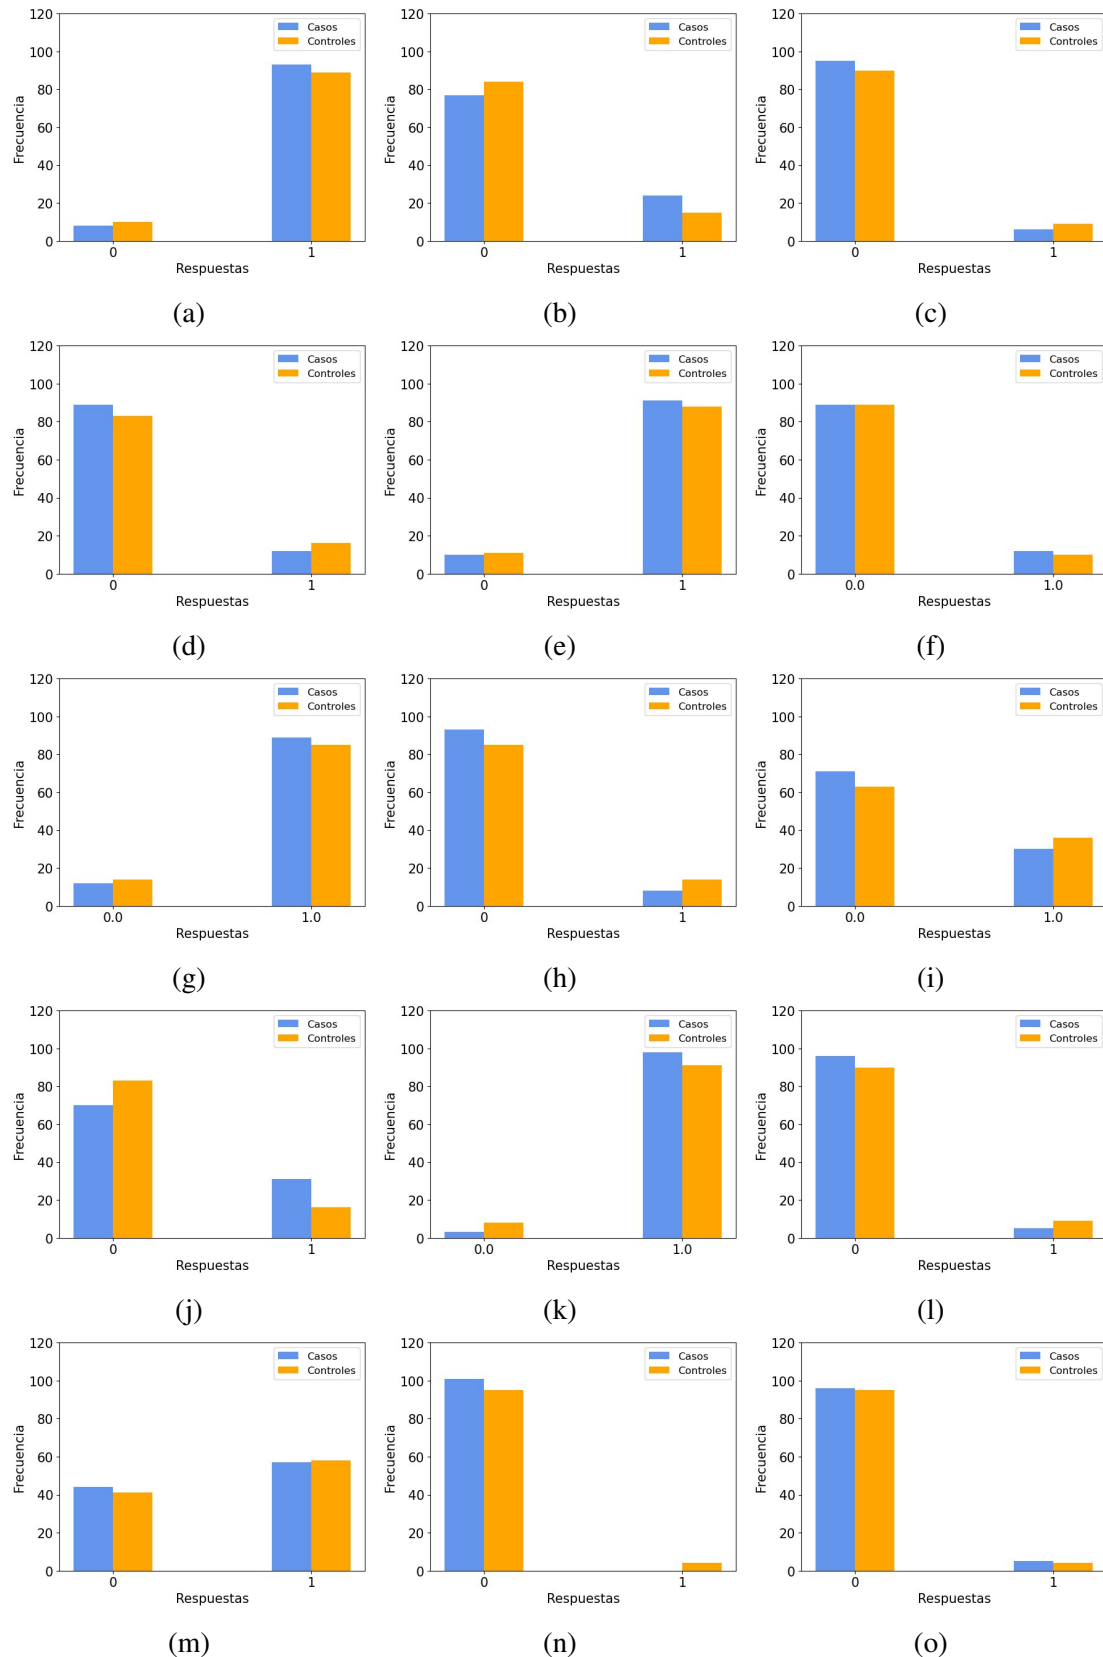 120
100
80
60
40
20
0
Frecuencia
Casos
Controles
0 1
Respuestas
(a)
120
100
80
60
40
20
0
Frecuencia
Casos
Controles
0 1
Respuestas
(b)
120
100
80
60
40
20
0
Frecuencia
Casos
Controles
0 1
Respuestas
(c)
120
100
80
60
40
20
0
Frecuencia
Casos
Controles
0 1
Respuestas
(d)
120
100
80
60
40
20
0
Frecuencia
Casos
Controles
0 1
Respuestas
(e)
120
100
80
60
40
20
0
Frecuencia
Casos
Controles
0.0 1.0
Respuestas
(f)
120
100
80
60
40
20
0
Frecuencia
Casos
Controles
0.0 1.0
Respuestas
(g)
120
100
80
60
40
20
0
Frecuencia
Casos
Controles
0 1
Respuestas
(h)
120
100
80
60
40
20
0
Frecuencia
Casos
Controles
0.0 1.0
Respuestas
(i)
120
100
80
60
40
20
0
Frecuencia
Casos
Controles
0 1
Respuestas
(j)
120
100
80
60
40
20
0
Frecuencia
Casos
Controles
0.0 1.0
Respuestas
(k)
120
100
80
60
40
20
0
Frecuencia
Casos
Controles
0 1
Respuestas
(l)
120
100
80
60
40
20
0
Frecuencia
Casos
Controles
0 1
Respuestas
(m)
120
100
80
60
40
20
0
Frecuencia
Casos
Controles
0 1
Respuestas
(n)
120
100
80
60
40
20
0
Frecuencia
Casos
Controles
0 1
Respuestas
(o)